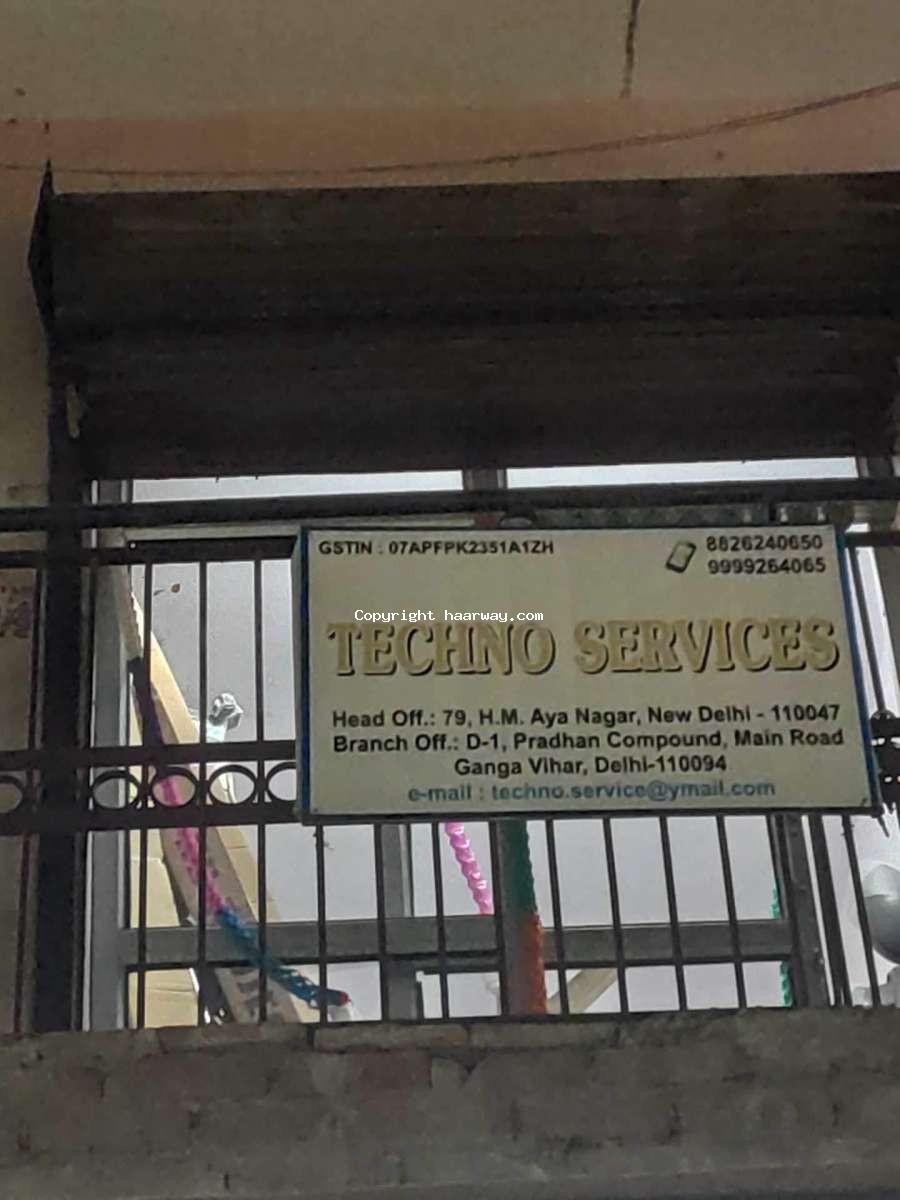 GSTIN : 07APFPK2351A1ZH
8826240650
9999264065
Copyright haarway.com
TECHNO SERVICES
Head Off.: 79, H.M. Aya Nagar, New Delhi - 110047
Branch Off.: D-1, Pradhan Compound, Main Road
Ganga Vihar, Delhi-110094
e-mail : techno.service@ymail.com